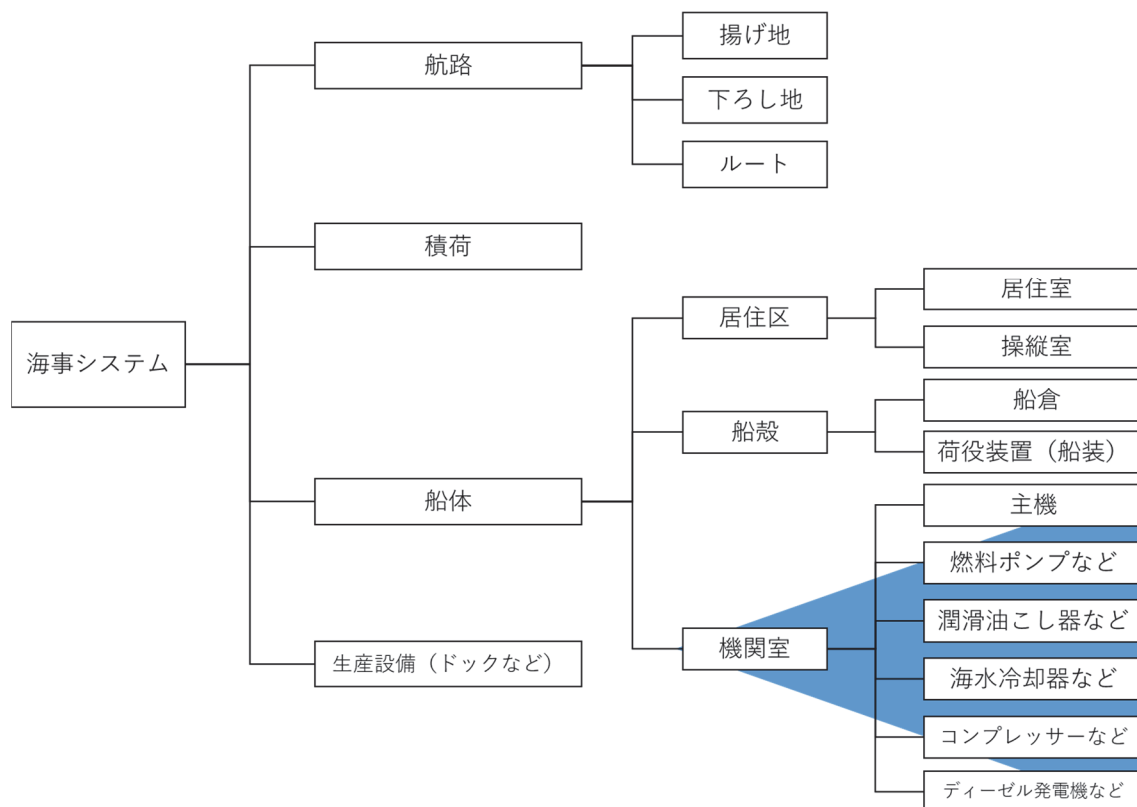 海事システム
航路
揚げ地
下ろし地
ルート
積荷
船体
居住区
居住室
操縦室
船殻
船倉
荷役装置（船装）
機関室
主機
燃料ポンプなど
潤滑油こし器など
海水冷却器など
コンプレッサーなど
ディーゼル発電機など
生産設備（ドックなど）